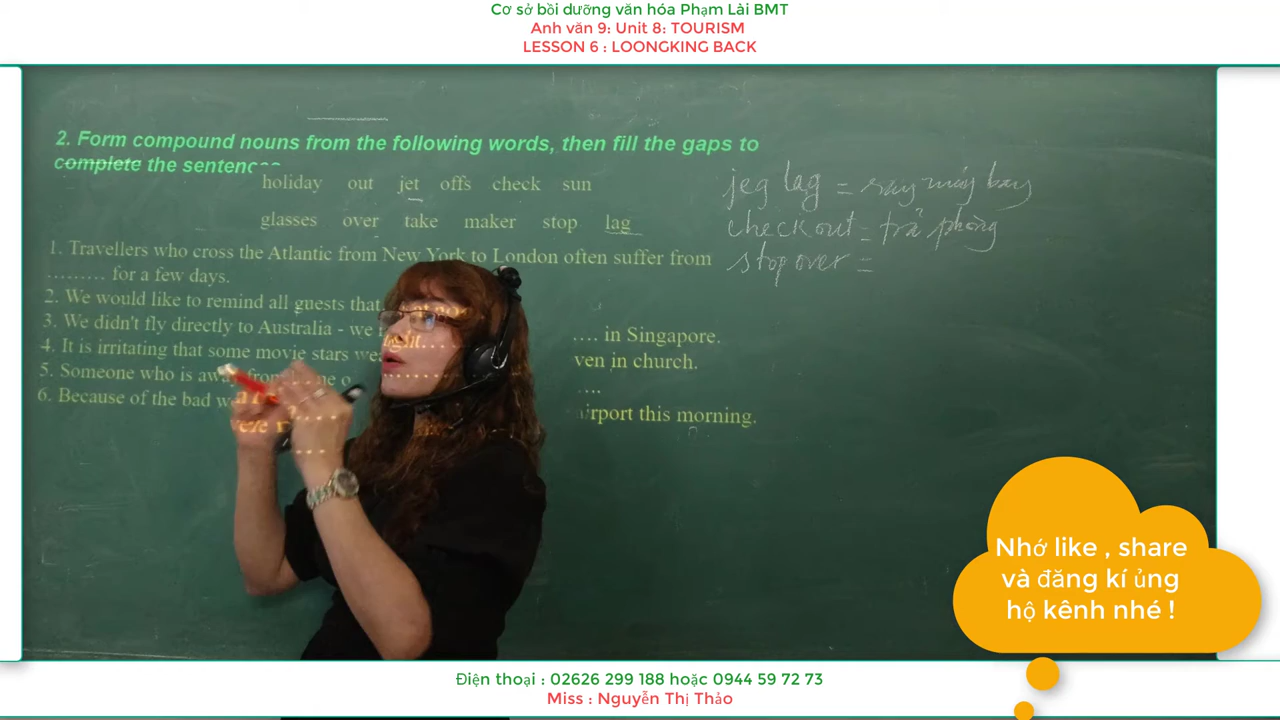 Cơ sở bồi dưỡng văn hóa Phạm Lài BMT
Anh văn 9: Unit 8: TOURISM
LESSON 6 : LOONGKING BACK
2. Form compound nouns from the following words, then fill the gaps to
complete the sentenc
holiday out jet offs check sun
glasses over take maker stop lag
1. Travellers who cross the Atlantic from New York to London often suffer from
......... for a few days.
2. We would like to remind all guests that
3. We didn't fly directly to Australia - we .... in Singapore.
4. It is irritating that some movie stars we ven in church.
5. Someone who is away from o ....
6. Because of the bad w airport this morning.
jeg lag = say máy bay
check out = trả phòng
stop over =
Nhớ like , share
và đăng kí ủng
hộ kênh nhé !
Điện thoại : 02626 299 188 hoặc 0944 59 72 73
Miss : Nguyễn Thị Thảo